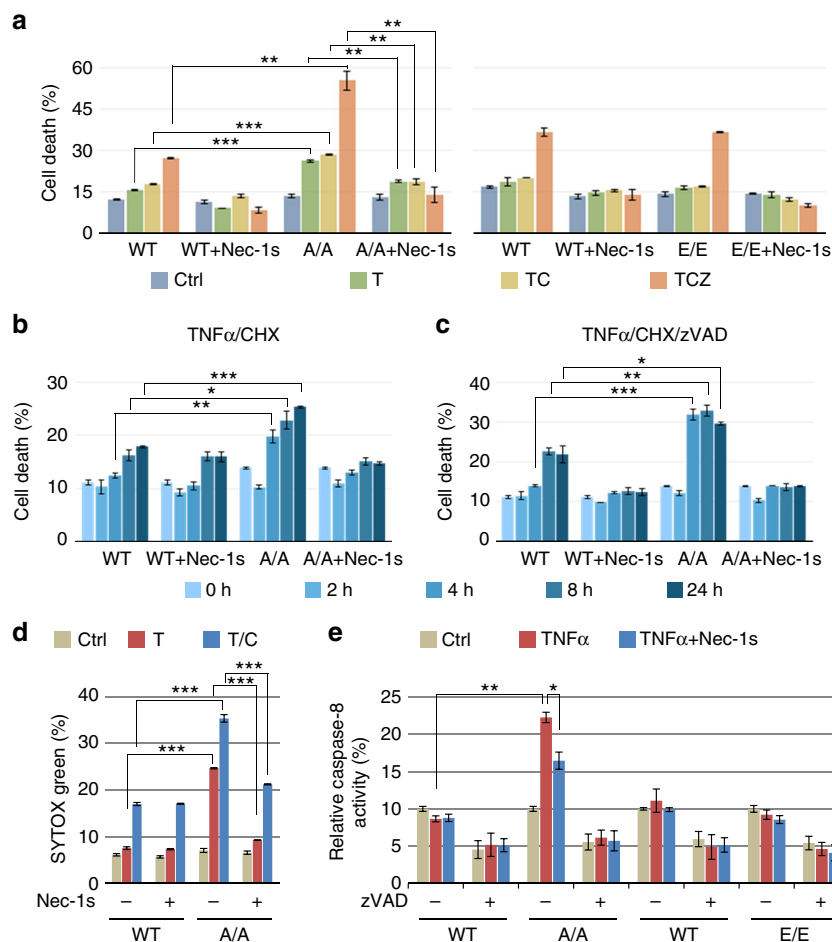 a
Cell death (%)
60
45
30
15
0
** ** ** ** *** ***
WT WT+Nec-1s A/A A/A+Nec-1s WT WT+Nec-1s E/E E/E+Nec-1s
Ctrl T TC TCZ
b
TNFα/CHX
Cell death (%)
30
20
10
0
*** * **
WT WT+Nec-1s A/A A/A+Nec-1s
c
TNFα/CHX/zVAD
Cell death (%)
40
30
20
10
0
* ** ***
WT WT+Nec-1s A/A A/A+Nec-1s
0 h 2 h 4 h 8 h 24 h
d
Ctrl T T/C
SYTOX green (%)
40
30
20
10
0
*** *** *** ***
Nec-1s – + – +
WT A/A
e
Ctrl TNFα TNFα+Nec-1s
Relative caspase-8
activity (%)
25
20
15
10
5
0
** *
zVAD – + – + – + – +
WT A/A WT E/E